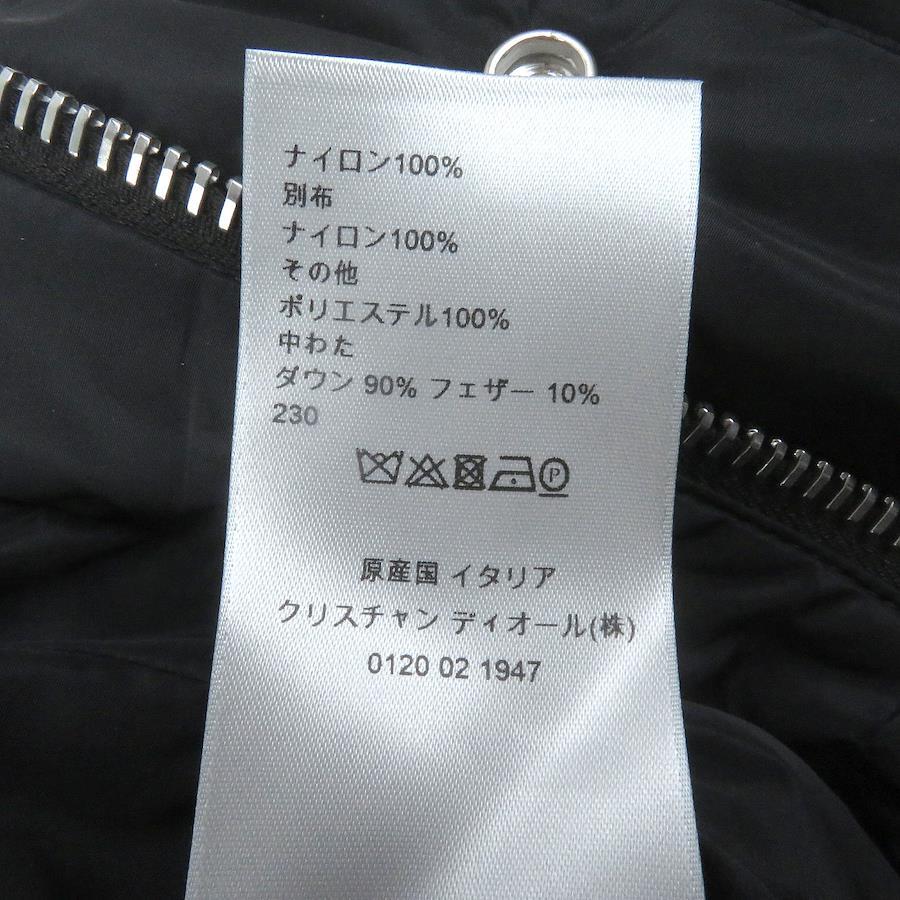 ナイロン100%
別布
ナイロン100%
その他
ポリエステル100%
中わた
ダウン 90% フェザー 10%
230
P
原産国 イタリア
クリスチャン ディオール(株)
0120 02 1947